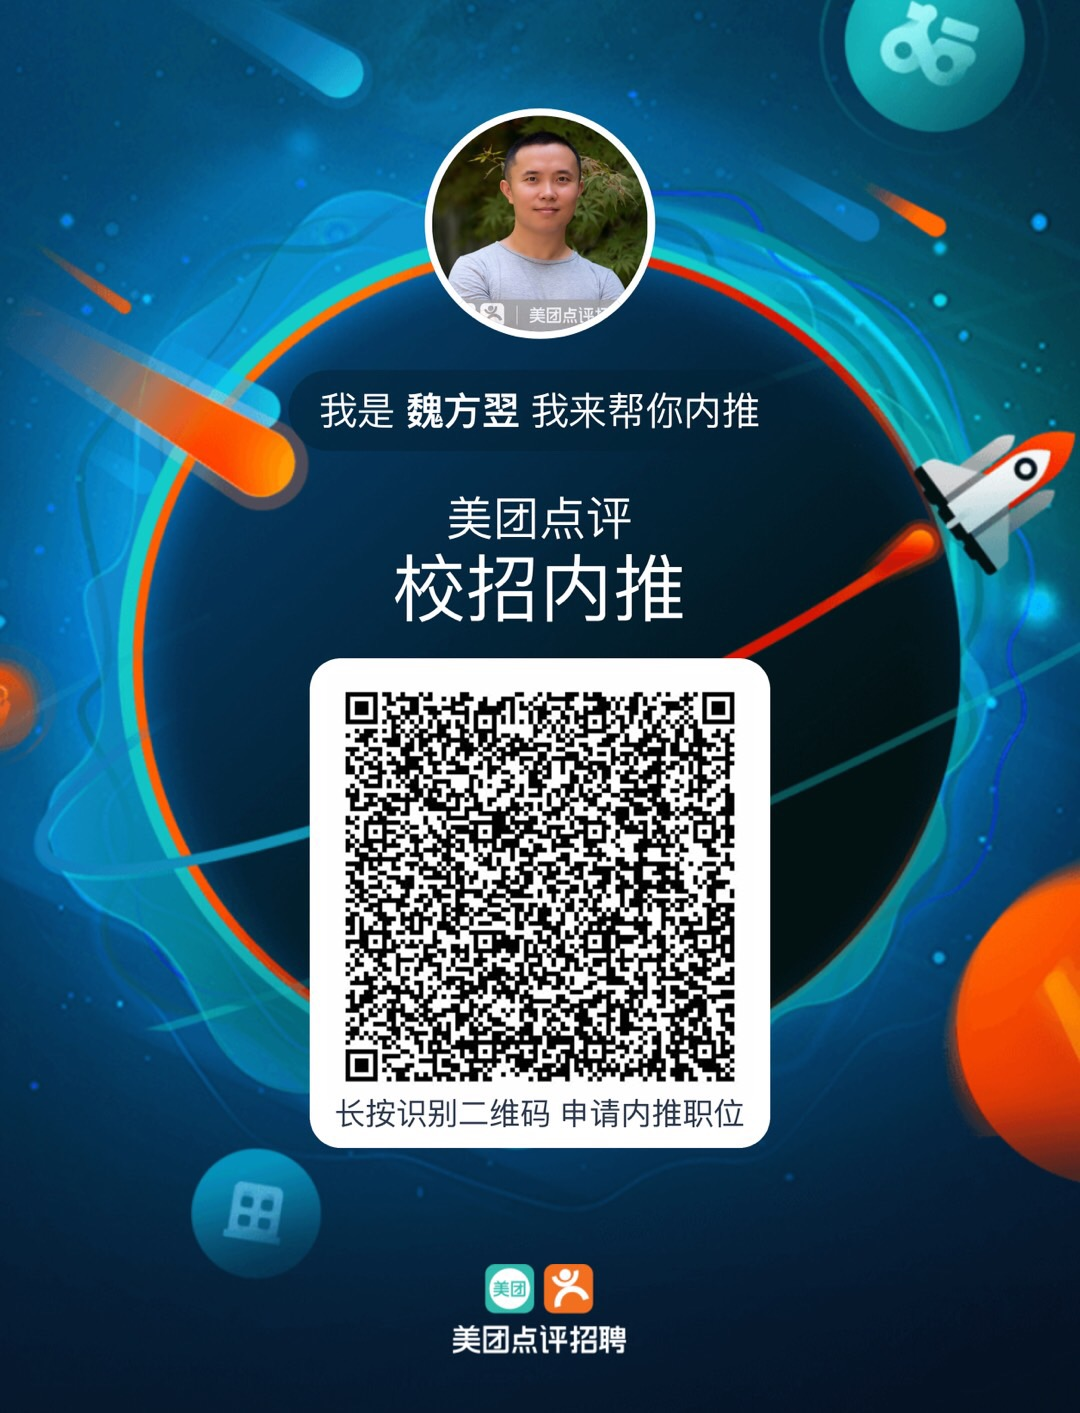 美团点评招
我是 魏方翌 我来帮你内推
美团点评
校招内推
长按识别二维码 申请内推职位
美团
美团点评招聘